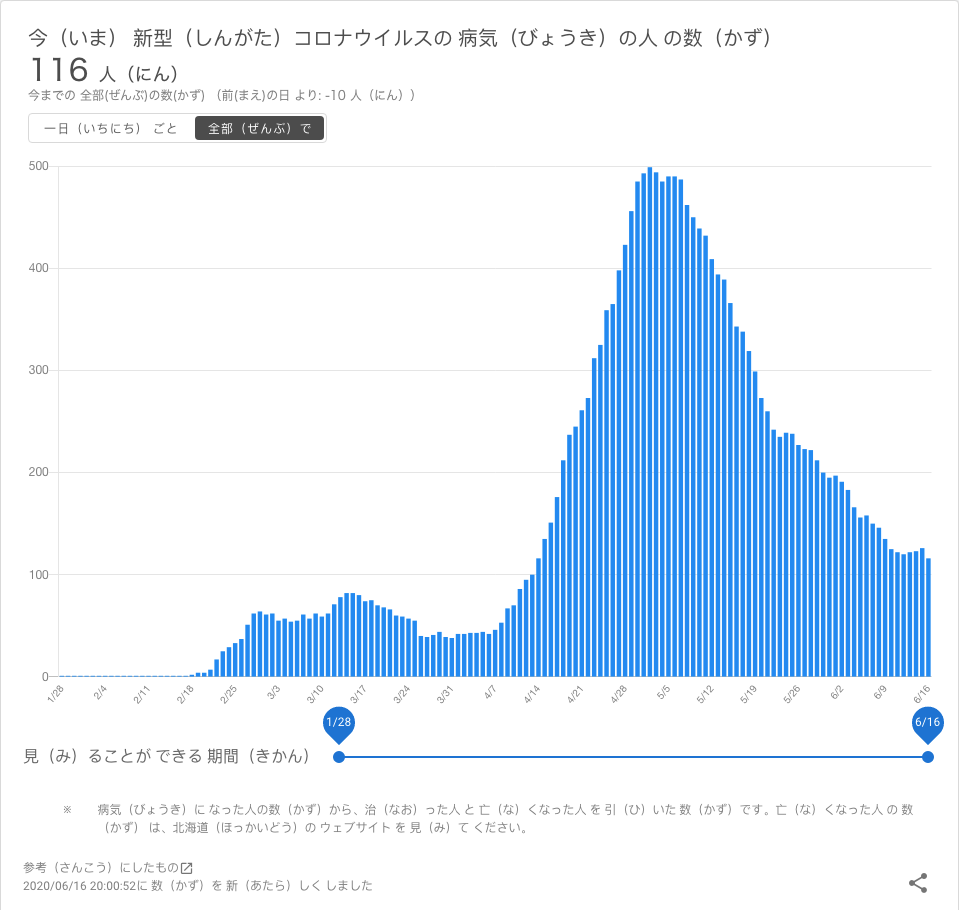 今（いま） 新型（しんがた）コロナウイルスの 病気（びょうき）の人 の数（かず）
116 人（にん）
今までの 全部(ぜんぶ)の数(かず) （前(まえ)の日 より: -10 人（にん））
一日（いちにち） ごと 全部（ぜんぶ）で
500
400
300
200
100
0
1/28 2/4 2/11 2/18 2/25 3/3 3/10 3/17 3/24 3/31 4/7 4/14 4/21 4/28 5/5 5/12 5/19 5/26 6/2 6/9 6/16
1/28 6/16
見（み）ることが できる 期間（きかん）
※ 病気（びょうき）に なった人の数（かず）から、治（なお）った人 と 亡（な）くなった人 を 引（ひ）いた 数（かず）です。亡（な）くなった人 の 数
（かず） は、北海道（ほっかいどう）の ウェブサイト を 見（み）て ください。
参考（さんこう）にしたもの
2020/06/16 20:00:52に 数（かず）を 新（あたら）しく しました